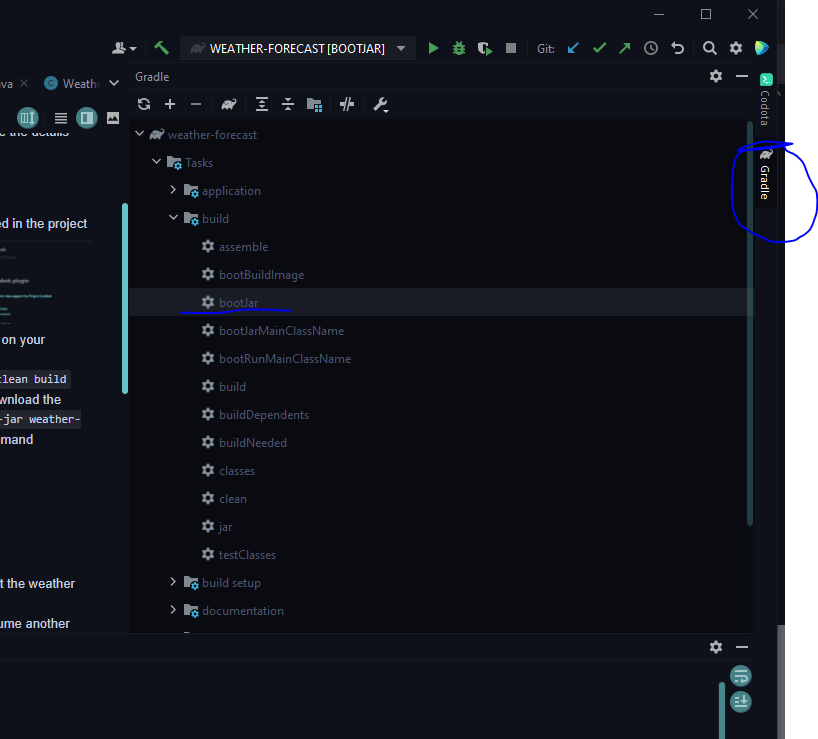 WEATHER-FORECAST [BOOTJAR]
Git:
ava
Weath
Gradle
Codota
Gradle
e the details
ed in the project
on your
clean build
wnload the
-jar weather-
mmand
t the weather
ume another
weather-forecast
Tasks
application
build
assemble
bootBuildImage
bootJar
bootJarMainClassName
bootRunMainClassName
build
buildDependents
buildNeeded
classes
clean
jar
testClasses
build setup
documentation